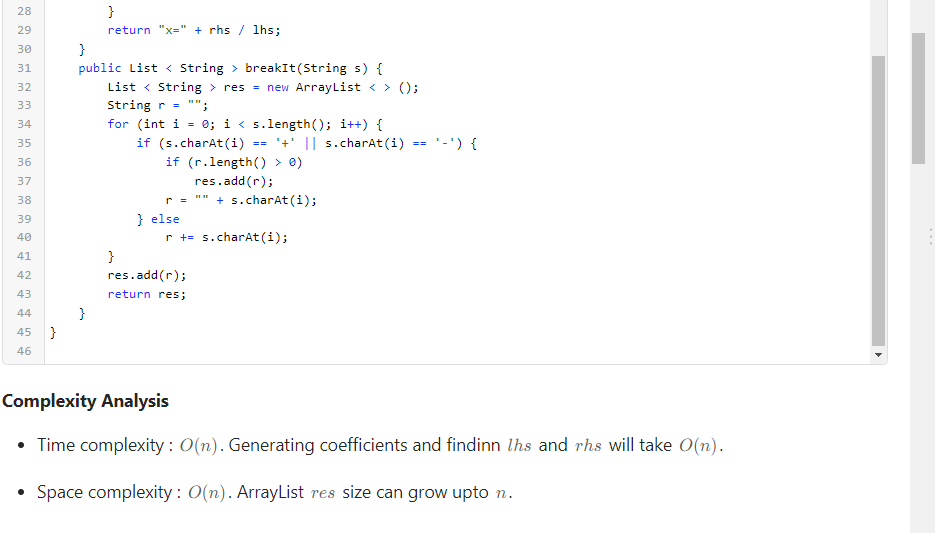 28         }
29         return "x=" + rhs / lhs;
30     }
31     public List < String > breakIt(String s) {
32         List < String > res = new ArrayList < > ();
33         String r = "";
34         for (int i = 0; i < s.length(); i++) {
35             if (s.charAt(i) == '+' || s.charAt(i) == '-') {
36                 if (r.length() > 0)
37                     res.add(r);
38                 r = "" + s.charAt(i);
39             } else
40                 r += s.charAt(i);
41         }
42         res.add(r);
43         return res;
44     }
45 }
46
Complexity Analysis
• Time complexity : O(n). Generating coefficients and findinn lhs and rhs will take O(n).
• Space complexity : O(n). ArrayList res size can grow upto n.